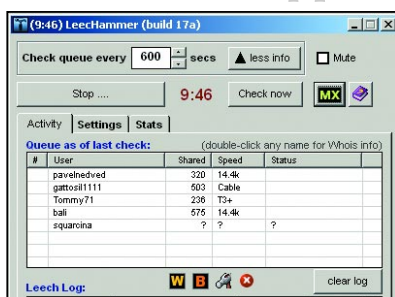 (9:46) LeecHammer (build 17a)
Check queue every 600 secs less info Mute
Stop .... 9:46 Check now MX
Activity Settings Stats
Queue as of last check: (double-click any name for Whois info)
# User Shared Speed Status
pavelnedved 320 14.4k
gattosil1111 503 Cable
Tommy71 236 T3+
bali 575 14.4k
squarcina ? ? ?
Leech Log: W B clear log